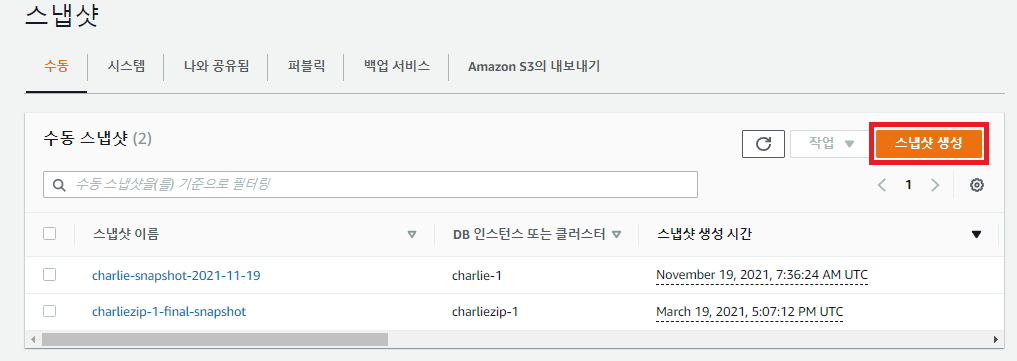 스냅샷
수동 시스템 나와 공유됨 퍼블릭 백업 서비스 Amazon S3의 내보내기
수동 스냅샷 (2) 작업 스냅샷 생성
수동 스냅샷을(를) 기준으로 필터링 1
스냅샷 이름 DB 인스턴스 또는 클러스터 스냅샷 생성 시간
charlie-snapshot-2021-11-19 charlie-1 November 19, 2021, 7:36:24 AM UTC
charliezip-1-final-snapshot charliezip-1 March 19, 2021, 5:07:12 PM UTC